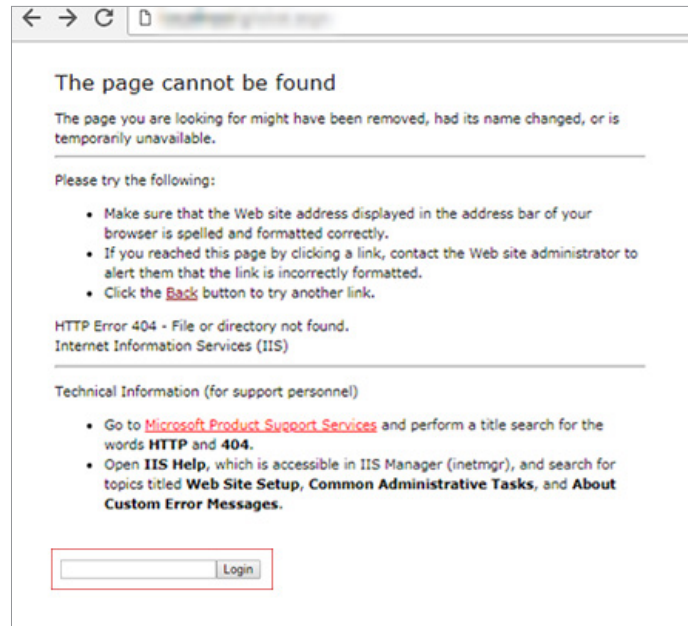 The page cannot be found
The page you are looking for might have been removed, had its name changed, or is
temporarily unavailable.
Please try the following:
• Make sure that the Web site address displayed in the address bar of your
browser is spelled and formatted correctly.
• If you reached this page by clicking a link, contact the Web site administrator to
alert them that the link is incorrectly formatted.
• Click the Back button to try another link.
HTTP Error 404 - File or directory not found.
Internet Information Services (IIS)
Technical Information (for support personnel)
• Go to Microsoft Product Support Services and perform a title search for the
words HTTP and 404.
• Open IIS Help, which is accessible in IIS Manager (inetmgr), and search for
topics titled Web Site Setup, Common Administrative Tasks, and About
Custom Error Messages.
Login